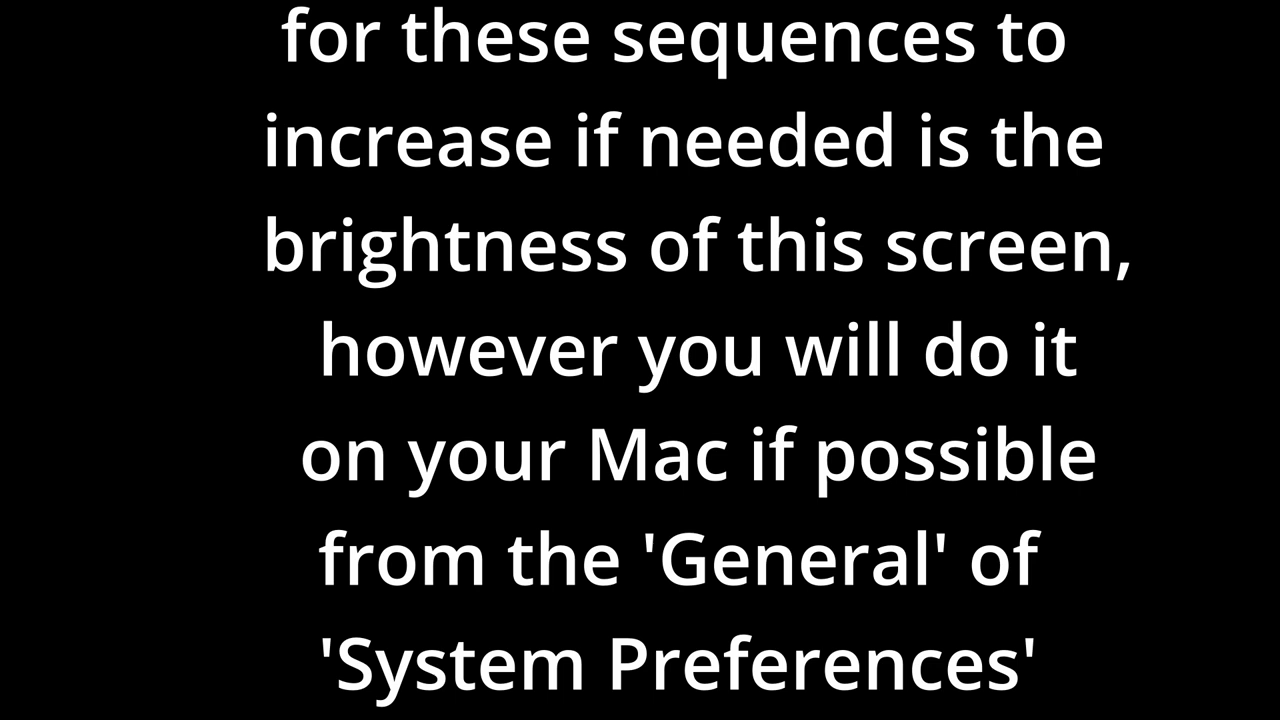 for these sequences to
increase if needed is the
brightness of this screen,
however you will do it
on your Mac if possible
from the 'General' of
'System Preferences'